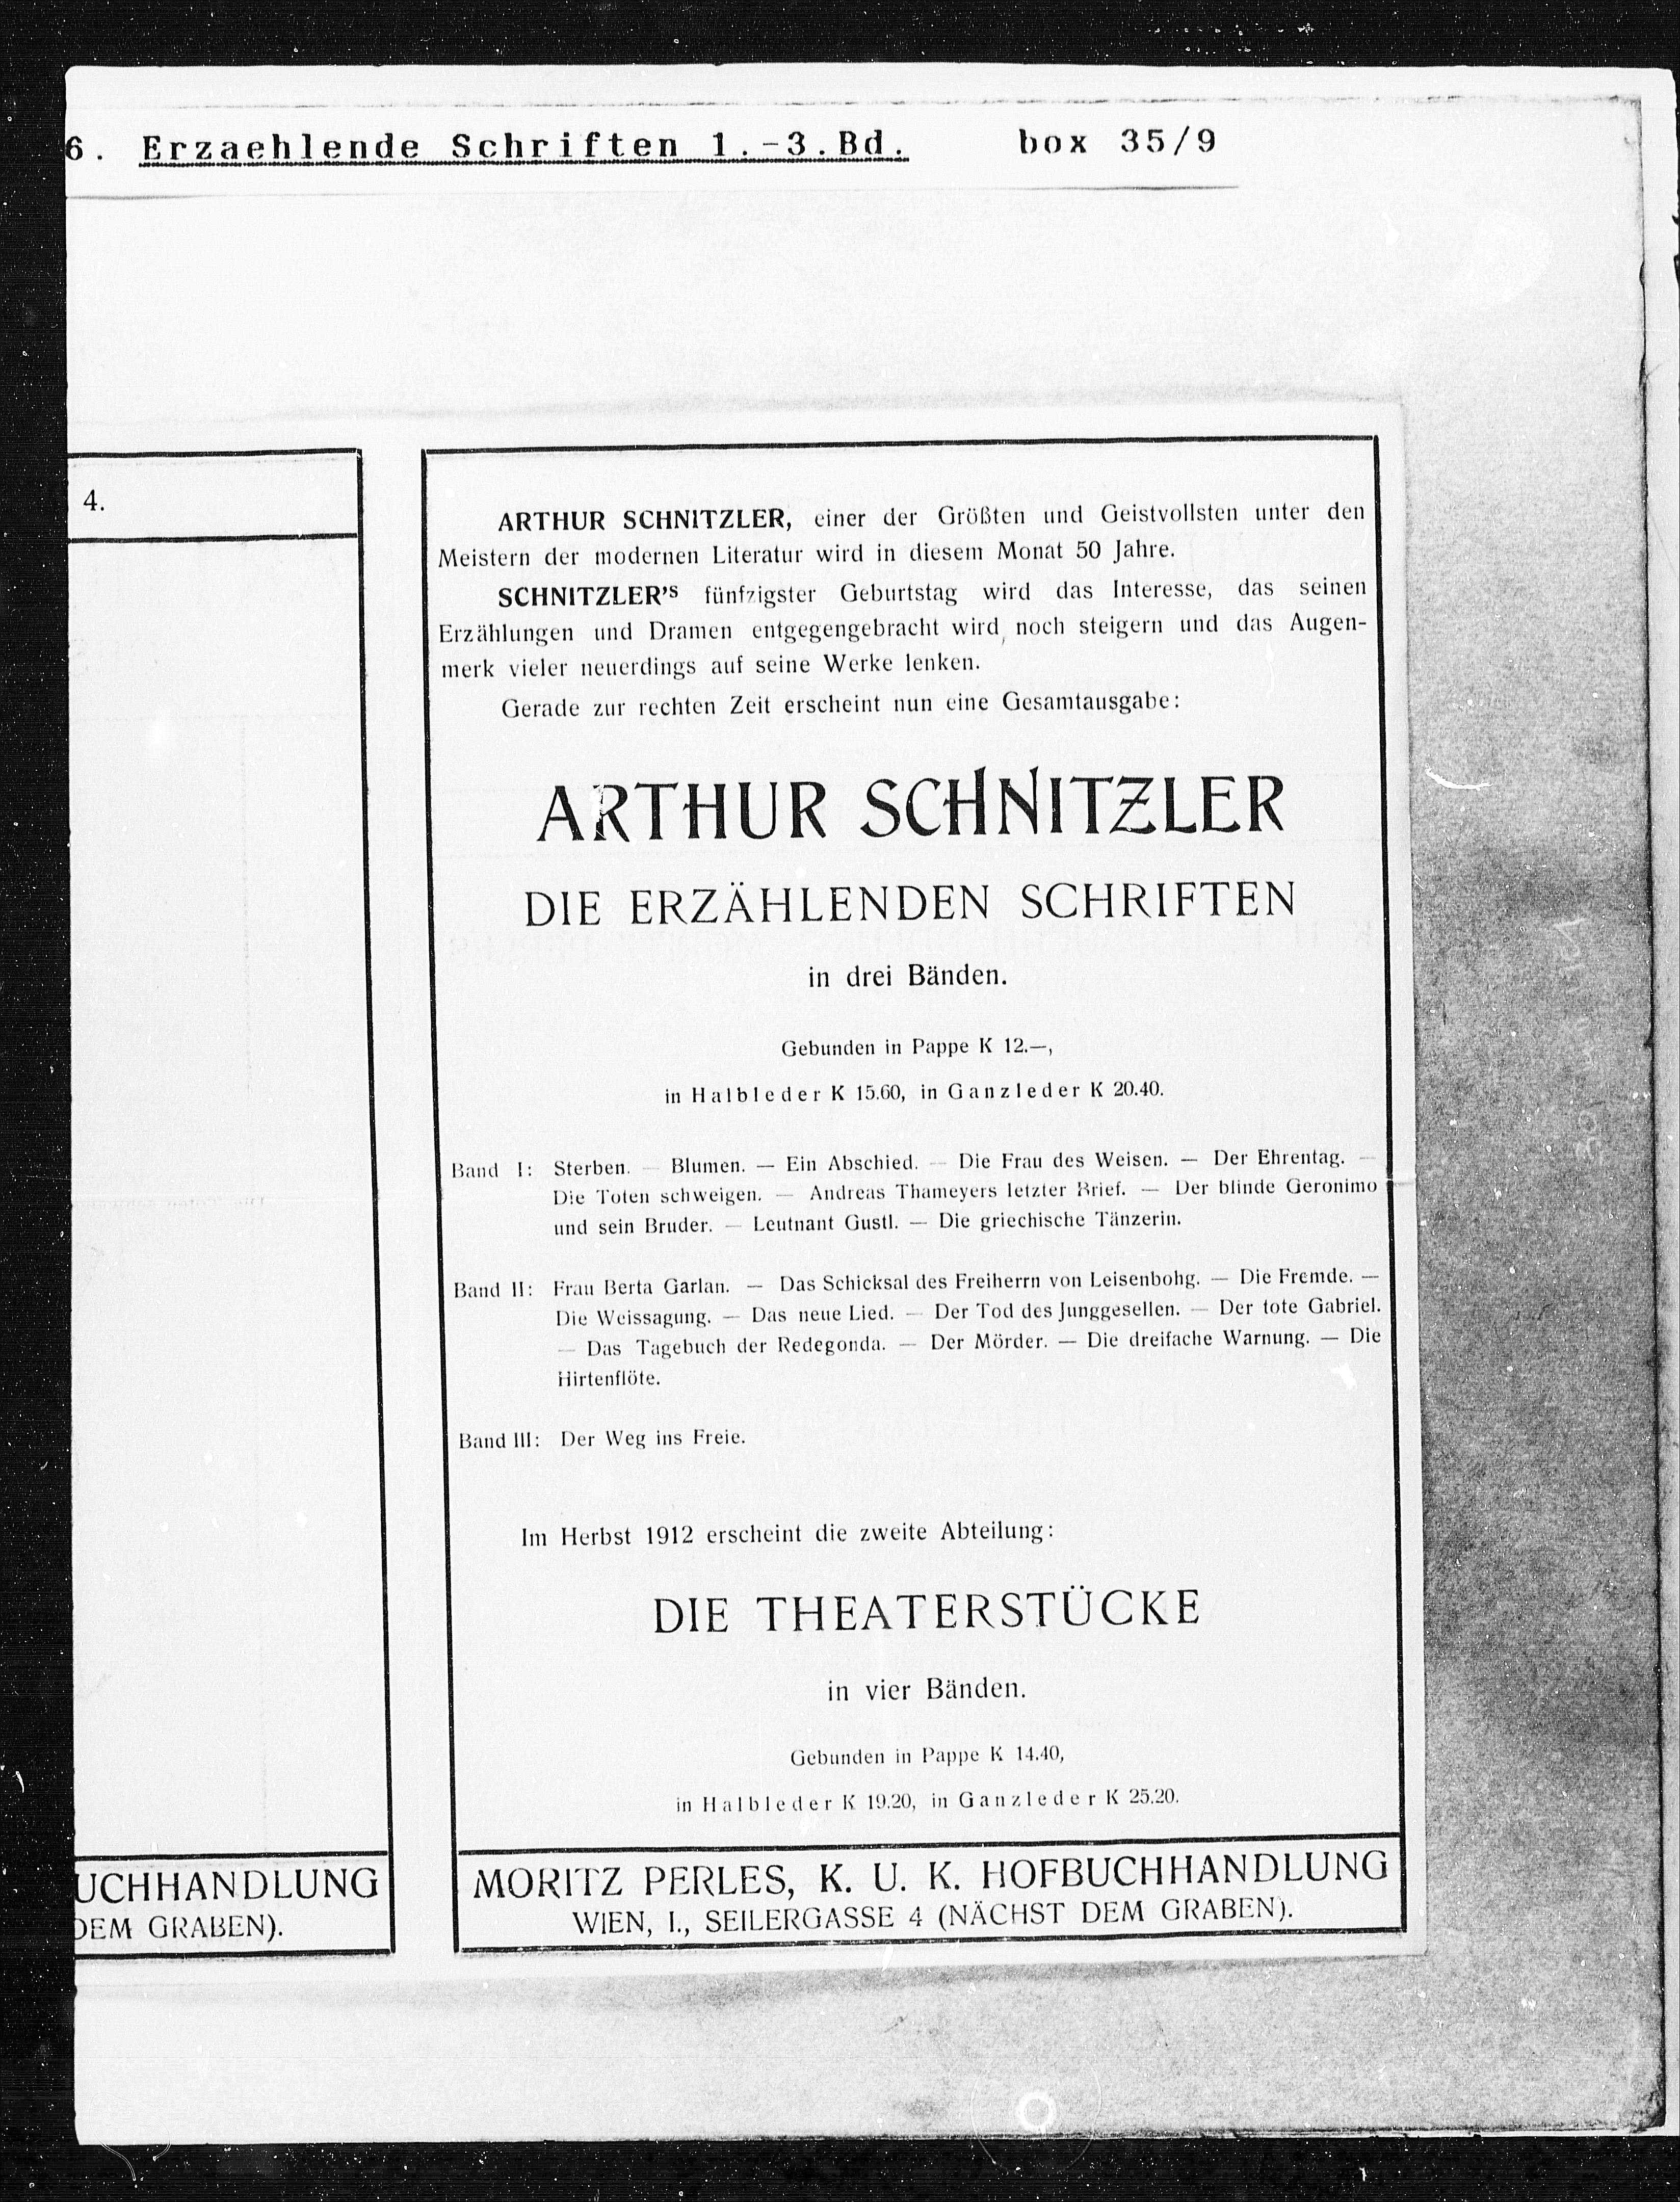 6. Erzaehlende Schriften 1.-3.Bd. box 35/9
4.
UCHHANDLUNG
DEM GRABEN).
ARTHUR SCHNITZLER, einer der Größten und Geistvollsten unter den
Meistern der modernen Literatur wird in diesem Monat 50 Jahre.
SCHNITZLER'S fünfzigster Geburtstag wird das Interesse, das seinen
Erzählungen und Dramen entgegengebracht wird, noch steigern und das Augen-
merk vieler neuerdings auf seine Werke lenken.
Gerade zur rechten Zeit erscheint nun eine Gesamtausgabe:
ARTHUR SCHNITZLER
DIE ERZÄHLENDEN SCHRIFTEN
in drei Bänden.
Gebunden in Pappe K 12.—,
in Halbleder K 15.60, in Ganzleder K 20.40.
Band I: Sterben. — Blumen. — Ein Abschied. — Die Frau des Weisen. — Der Ehrentag. —
Die Toten schweigen. — Andreas Thameyers letzter Brief. — Der blinde Geronimo
und sein Bruder. — Leutnant Gustl. — Die griechische Tänzerin.
Band II: Frau Berta Garlan. — Das Schicksal des Freiherrn von Leisenbohg. — Die Fremde. —
Die Weissagung. — Das neue Lied. — Der Tod des Junggesellen. — Der tote Gabriel.
— Das Tagebuch der Redegonda. — Der Mörder. — Die dreifache Warnung. — Die
Hirtenflöte.
Band III: Der Weg ins Freie.
Im Herbst 1912 erscheint die zweite Abteilung:
DIE THEATERSTÜCKE
in vier Bänden.
Gebunden in Pappe K 14.40,
in Halbleder K 19.20, in Ganzleder K 25.20.
MORITZ PERLES, K. U. K. HOFBUCHHANDLUNG
WIEN, I., SEILERGASSE 4 (NÄCHST DEM GRABEN).